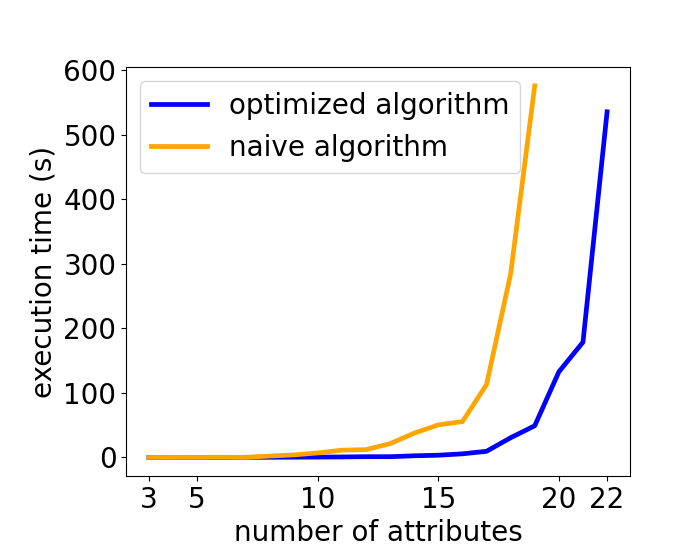 600
500
400
300
200
100
0
execution time (s)
optimized algorithm
naive algorithm
3 5 10 15 20 22
number of attributes